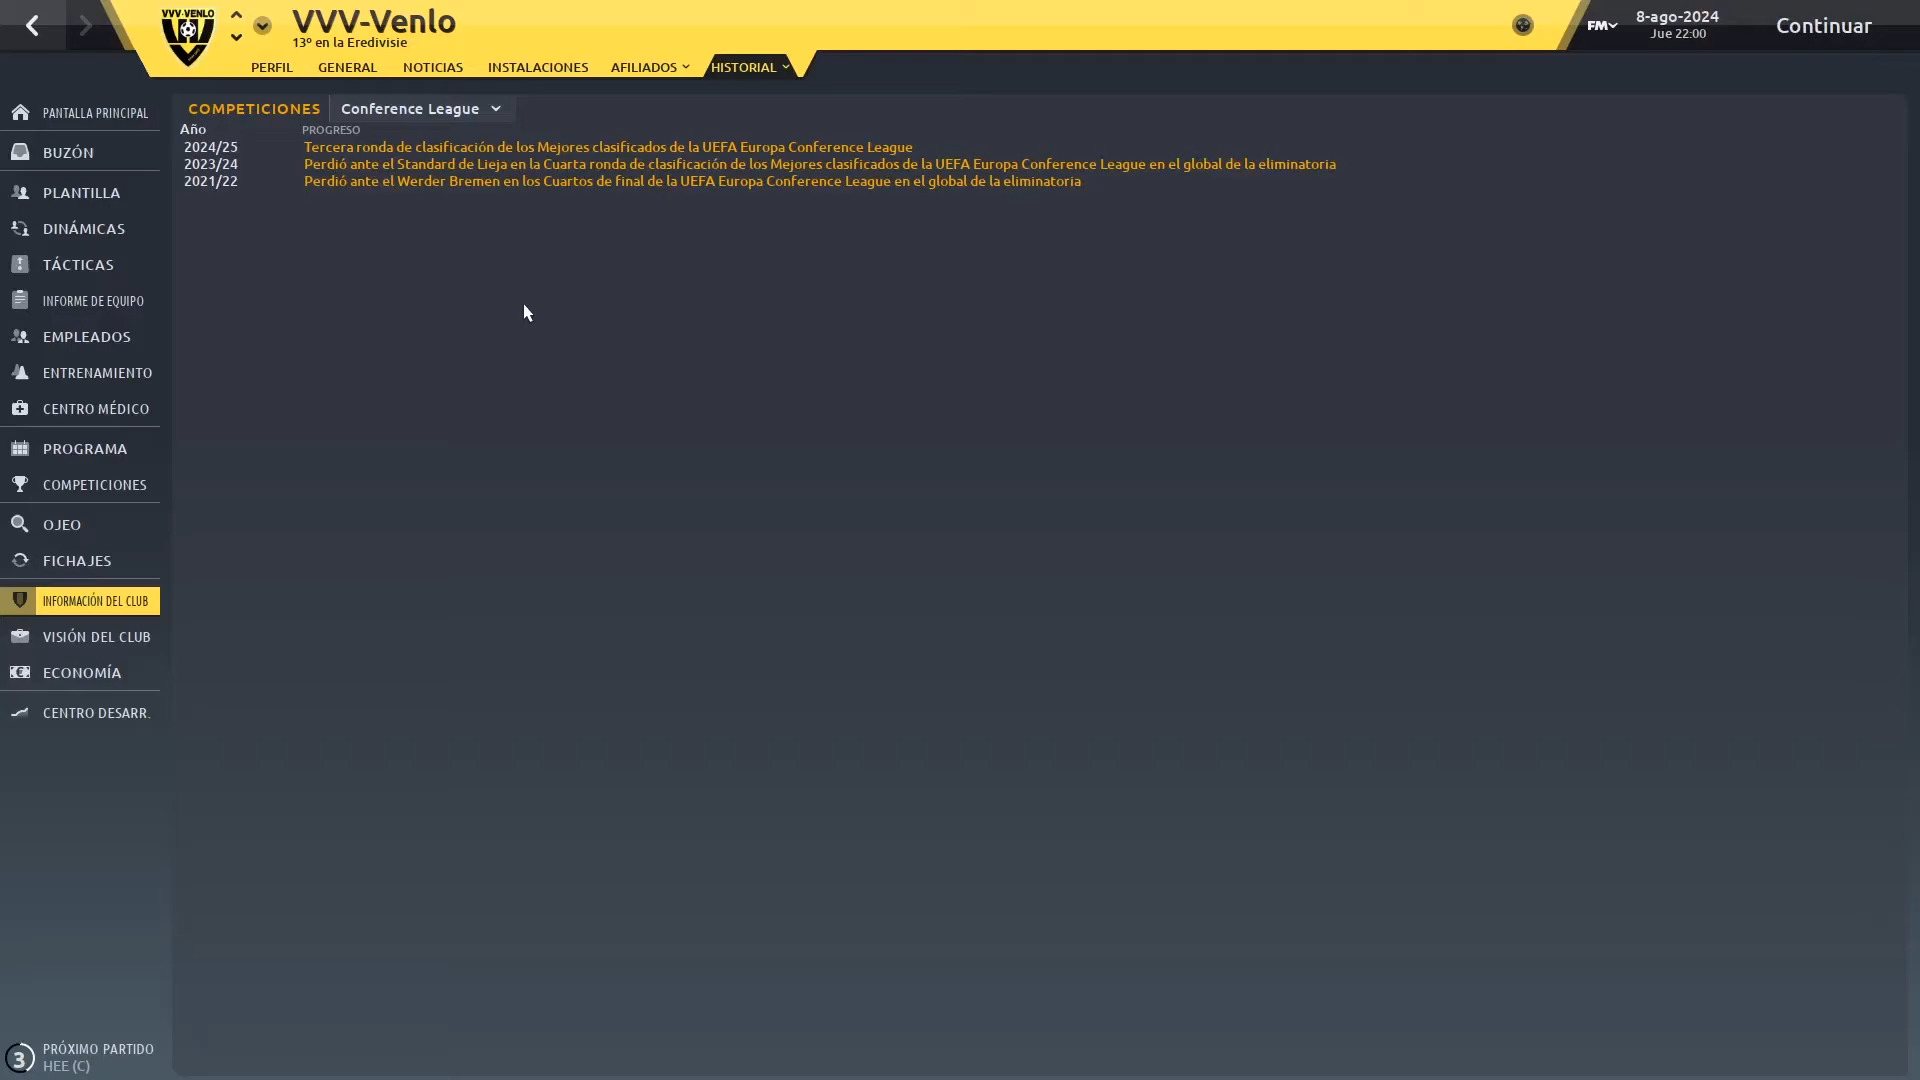 VVV-VENLO
VVV-Venlo
13º en la Eredivisie
FM
8-ago-2024
Jue 22:00
Continuar
PERFIL
GENERAL
NOTICIAS
INSTALACIONES
AFILIADOS
HISTORIAL
COMPETICIONES
Conference League
Año
PROGRESO
2024/25
Tercera ronda de clasificación de los Mejores clasificados de la UEFA Europa Conference League
2023/24
Perdió ante el Standard de Lieja en la Cuarta ronda de clasificación de los Mejores clasificados de la UEFA Europa Conference League en el global de la eliminatoria
2021/22
Perdió ante el Werder Bremen en los Cuartos de final de la UEFA Europa Conference League en el global de la eliminatoria
PANTALLA PRINCIPAL
BUZÓN
PLANTILLA
DINÁMICAS
TÁCTICAS
INFORME DE EQUIPO
EMPLEADOS
ENTRENAMIENTO
CENTRO MÉDICO
PROGRAMA
COMPETICIONES
OJEO
FICHAJES
INFORMACIÓN DEL CLUB
VISIÓN DEL CLUB
ECONOMÍA
CENTRO DESARR.
3
PRÓXIMO PARTIDO
HEE (C)